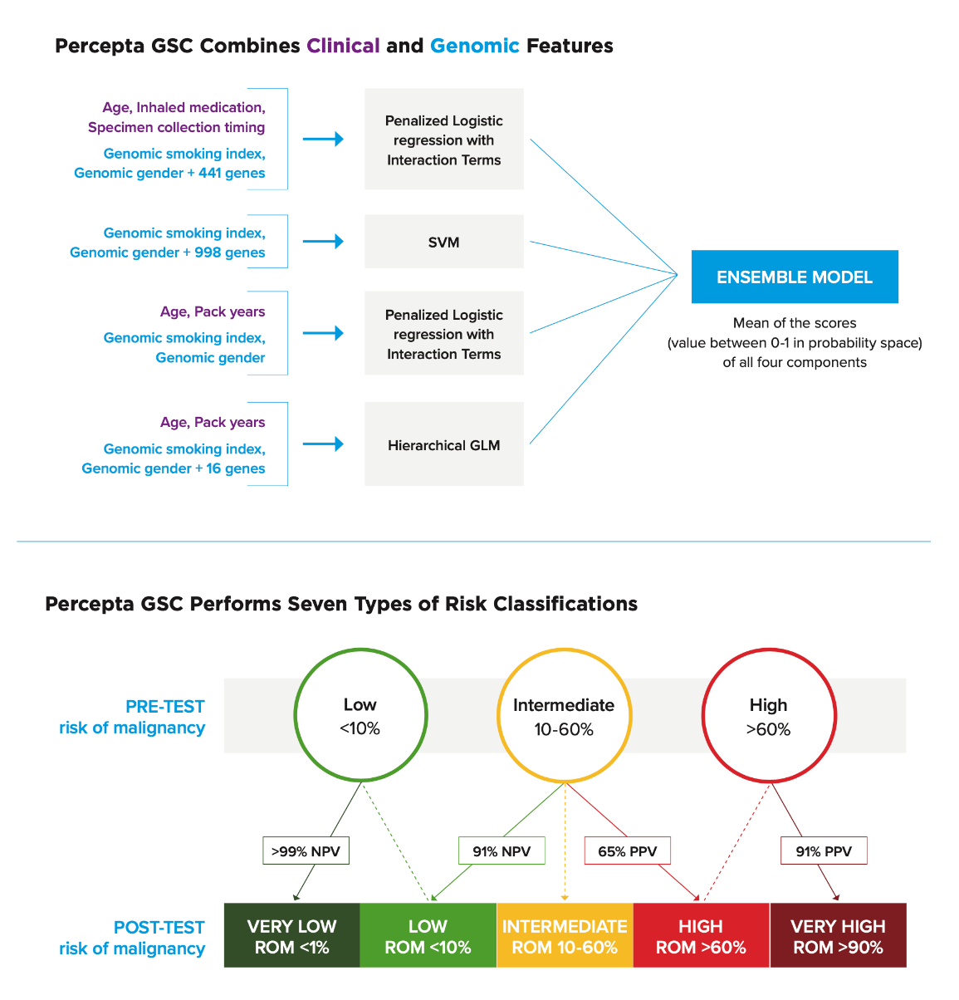 Percepta GSC Combines Clinical and Genomic Features
Age, Inhaled medication,
Specimen collection timing
Genomic smoking index,
Genomic gender + 441 genes
Penalized Logistic
regression with
Interaction Terms
Genomic smoking index,
Genomic gender + 998 genes
SVM
Age, Pack years
Genomic smoking index,
Genomic gender
Penalized Logistic
regression with
Interaction Terms
Age, Pack years
Genomic smoking index,
Genomic gender + 16 genes
Hierarchical GLM
ENSEMBLE MODEL
Mean of the scores
(value between 0-1 in probability space)
of all four components
Percepta GSC Performs Seven Types of Risk Classifications
PRE-TEST
risk of malignancy
Low
<10%
Intermediate
10-60%
High
>60%
>99% NPV
91% NPV
65% PPV
91% PPV
POST-TEST
risk of malignancy
VERY LOW
ROM <1%
LOW
ROM <10%
INTERMEDIATE
ROM 10-60%
HIGH
ROM >60%
VERY HIGH
ROM >90%